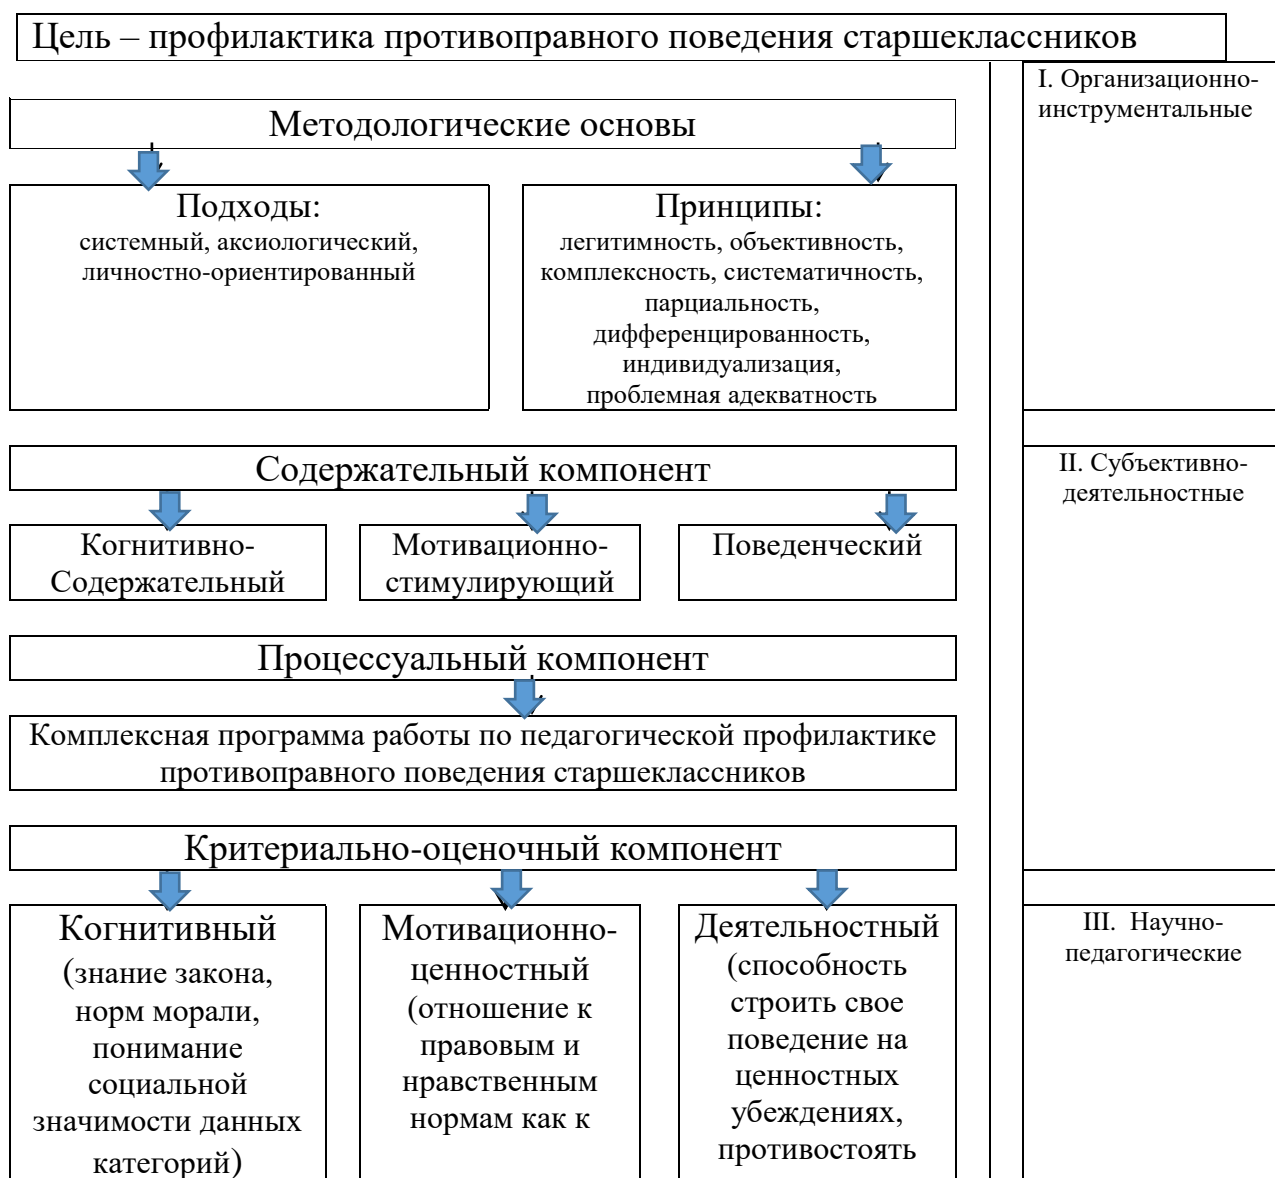 Цель – профилактика противоправного поведения старшеклассников
I. Организационно-
инструментальные
Методологические основы
Подходы:
системный, аксиологический,
личностно-ориентированный
Принципы:
легитимность, объективность,
комплексность, систематичность,
парциальность,
дифференцированность,
индивидуализация,
проблемная адекватность
Содержательный компонент
II. Субъективно-
деятельностные
Когнитивно-
Содержательный
Мотивационно-
стимулирующий
Поведенческий
Процессуальный компонент
Комплексная программа работы по педагогической профилактике
противоправного поведения старшеклассников
Критериально-оценочный компонент
Когнитивный
(знание закона,
норм морали,
понимание
социальной
значимости данных
категорий)
Мотивационно-
ценностный
(отношение к
правовым и
нравственным
нормам как к
Деятельностный
(способность
строить свое
поведение на
ценностных
убеждениях,
противостоять
III. Научно-
педагогические